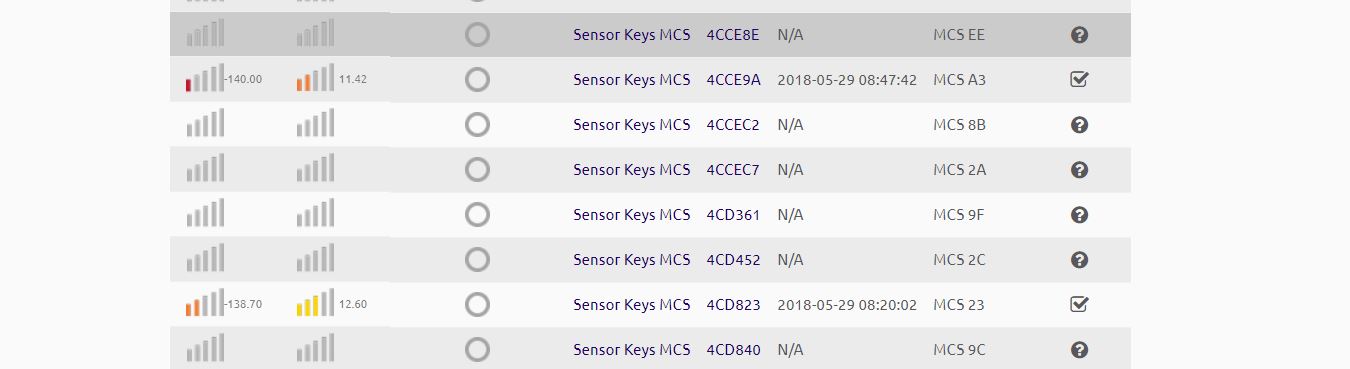 Sensor Keys MCS 4CCE8E N/A MCS EE
-140.00 11.42 Sensor Keys MCS 4CCE9A 2018-05-29 08:47:42 MCS A3
Sensor Keys MCS 4CCEC2 N/A MCS 8B
Sensor Keys MCS 4CCEC7 N/A MCS 2A
Sensor Keys MCS 4CD361 N/A MCS 9F
Sensor Keys MCS 4CD452 N/A MCS 2C
-138.70 12.60 Sensor Keys MCS 4CD823 2018-05-29 08:20:02 MCS 23
Sensor Keys MCS 4CD840 N/A MCS 9C